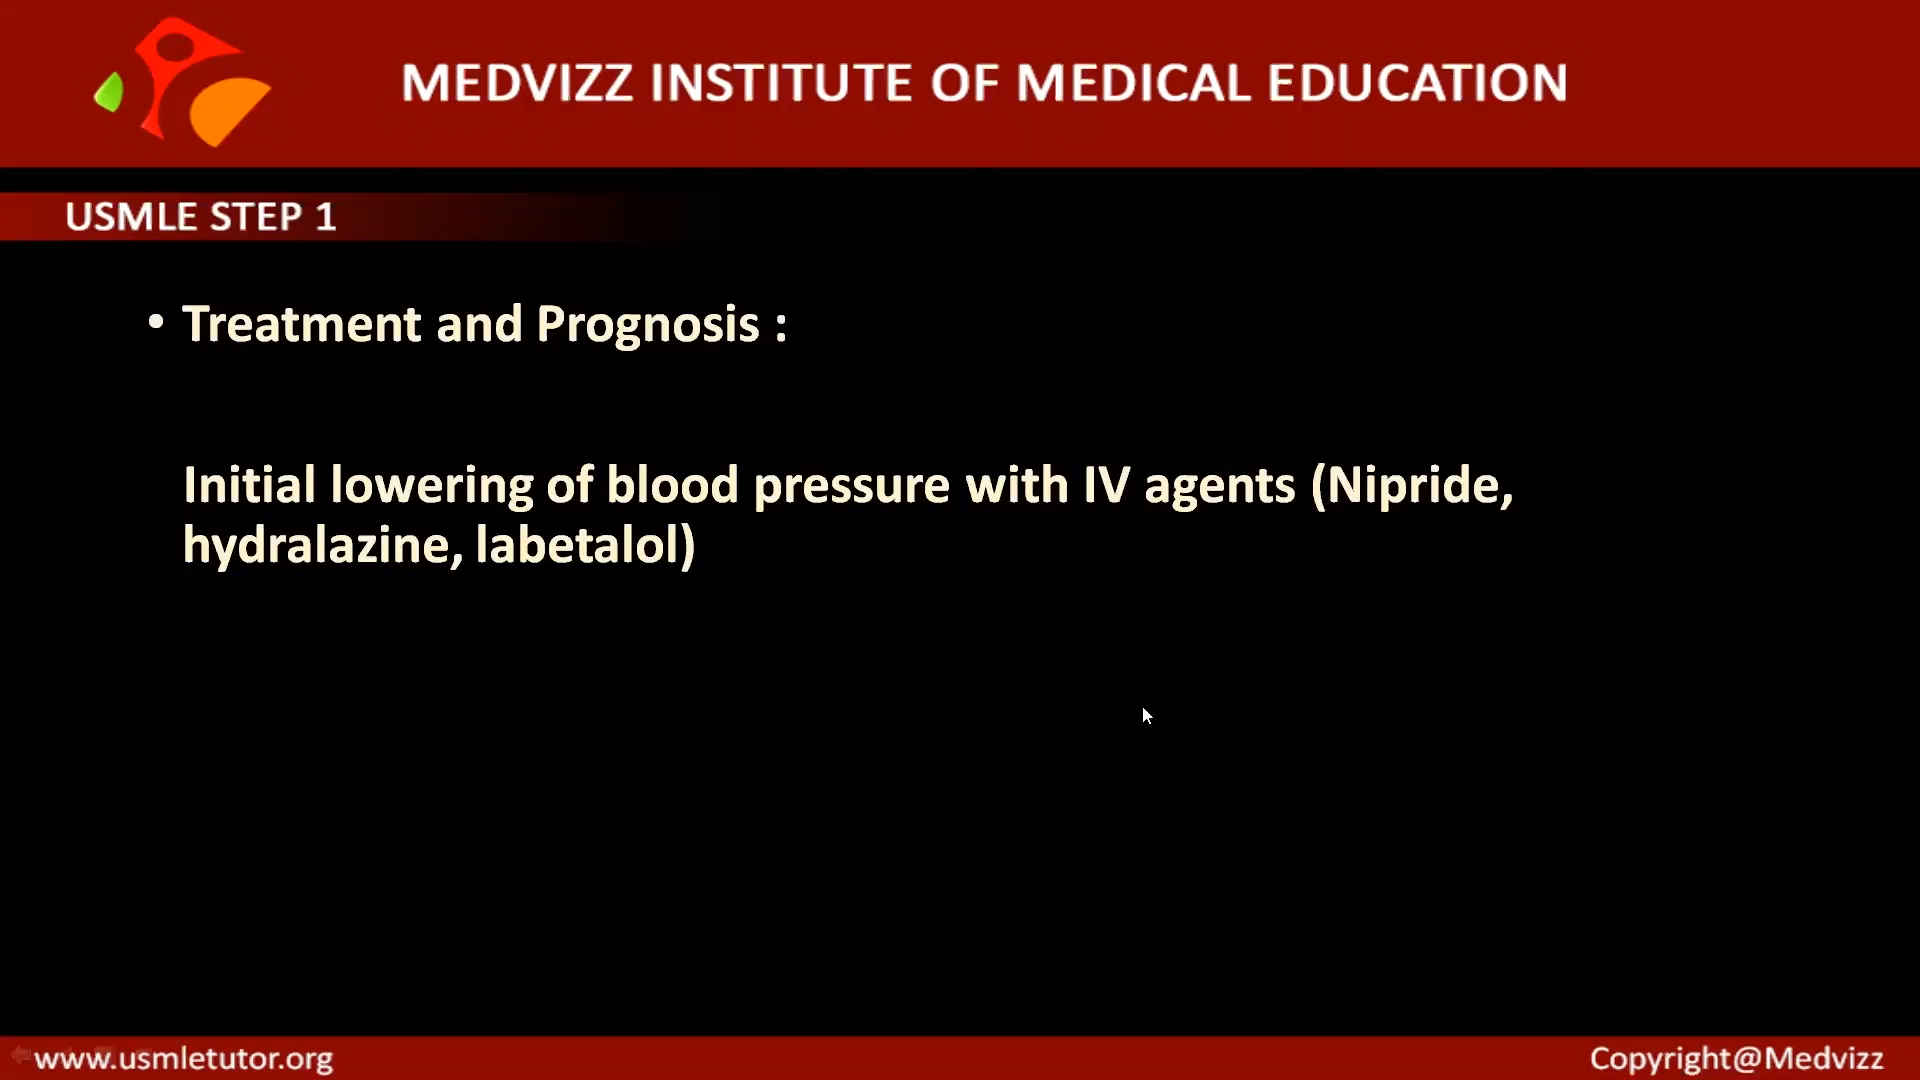 MEDVIZZ INSTITUTE OF MEDICAL EDUCATION
USMLE STEP 1
• Treatment and Prognosis :
Initial lowering of blood pressure with IV agents (Nipride,
hydralazine, labetalol)
www.usmletutor.org
Copyright@Medvizz